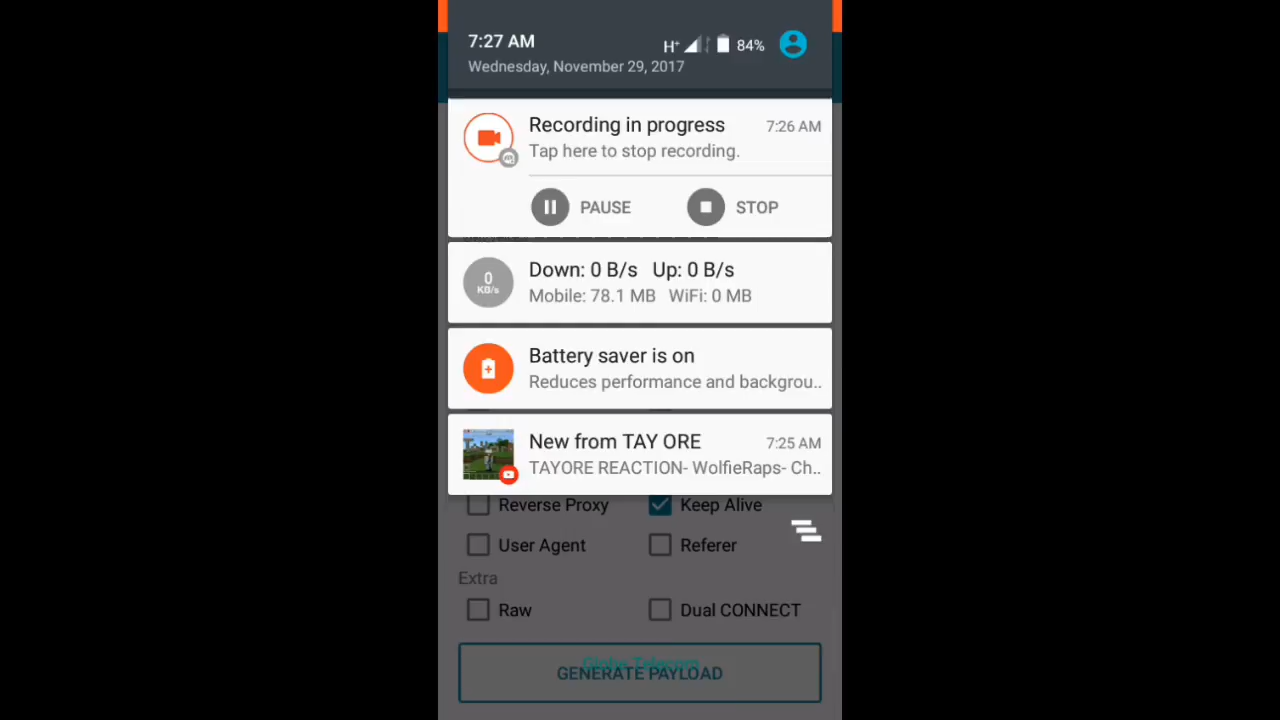 7:27 AM
H+ 84%
Wednesday, November 29, 2017
Recording in progress 7:26 AM
Tap here to stop recording.
PAUSE STOP
0 KB/s
Down: 0 B/s Up: 0 B/s
Mobile: 78.1 MB WiFi: 0 MB
Battery saver is on
Reduces performance and backgrou..
New from TAY ORE 7:25 AM
TAYORE REACTION- WolfieRaps- Ch..
Reverse Proxy Keep Alive
User Agent Referer
Extra
Raw Dual CONNECT
Globe Telecom
GENERATE PAYLOAD